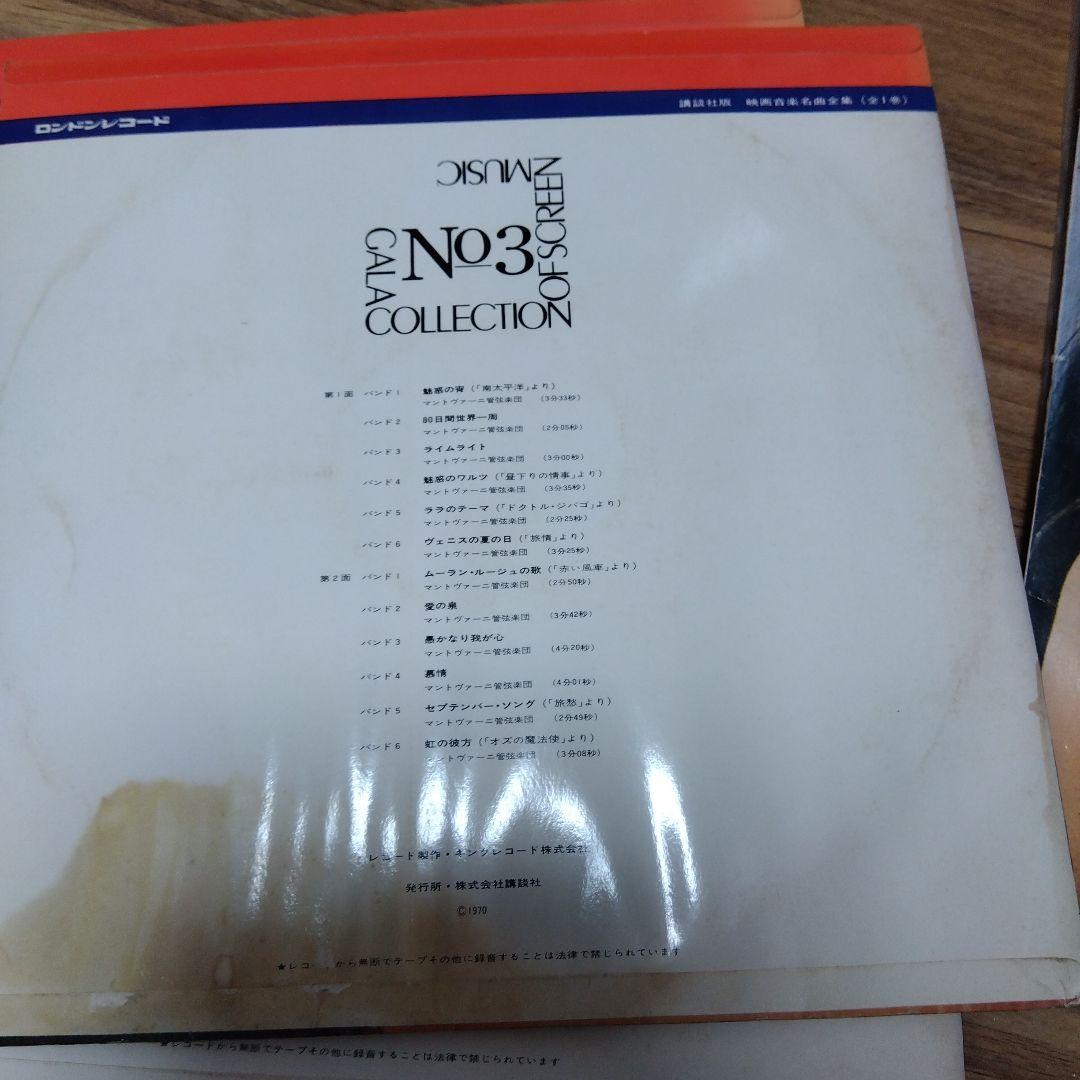 ロンドンレコード
講談社版　映画音楽名曲全集（全1巻）
GALA COLLECTION OF SCREEN MUSIC
No3
第1面　バンド1　魅惑の宵（「南太平洋」より）
マントヴァーニ管弦楽団　（3分33秒）
バンド2　80日間世界一周
マントヴァーニ管弦楽団　（2分05秒）
バンド3　ライムライト
マントヴァーニ管弦楽団　（3分00秒）
バンド4　魅惑のワルツ（「昼下りの情事」より）
マントヴァーニ管弦楽団　（3分35秒）
バンド5　ララのテーマ（「ドクトル・ジバゴ」より）
マントヴァーニ管弦楽団　（2分25秒）
バンド6　ヴェニスの夏の日（「旅情」より）
マントヴァーニ管弦楽団　（3分25秒）
第2面　バンド1　ムーラン・ルージュの歌（「赤い風車」より）
マントヴァーニ管弦楽団　（2分50秒）
バンド2　愛の泉
マントヴァーニ管弦楽団　（3分42秒）
バンド3　愚かなり我が心
マントヴァーニ管弦楽団　（4分20秒）
バンド4　慕情
マントヴァーニ管弦楽団　（4分01秒）
バンド5　セプテンバー・ソング（「旅愁」より）
マントヴァーニ管弦楽団　（2分49秒）
バンド6　虹の彼方（「オズの魔法使」より）
マントヴァーニ管弦楽団　（3分08秒）
レコード製作・キングレコード株式会社
発行所・株式会社講談社
©1970
★レコードから無断でテープその他に録音することは法律で禁じられています
★レコードから無断でテープその他に録音することは法律で禁じられています